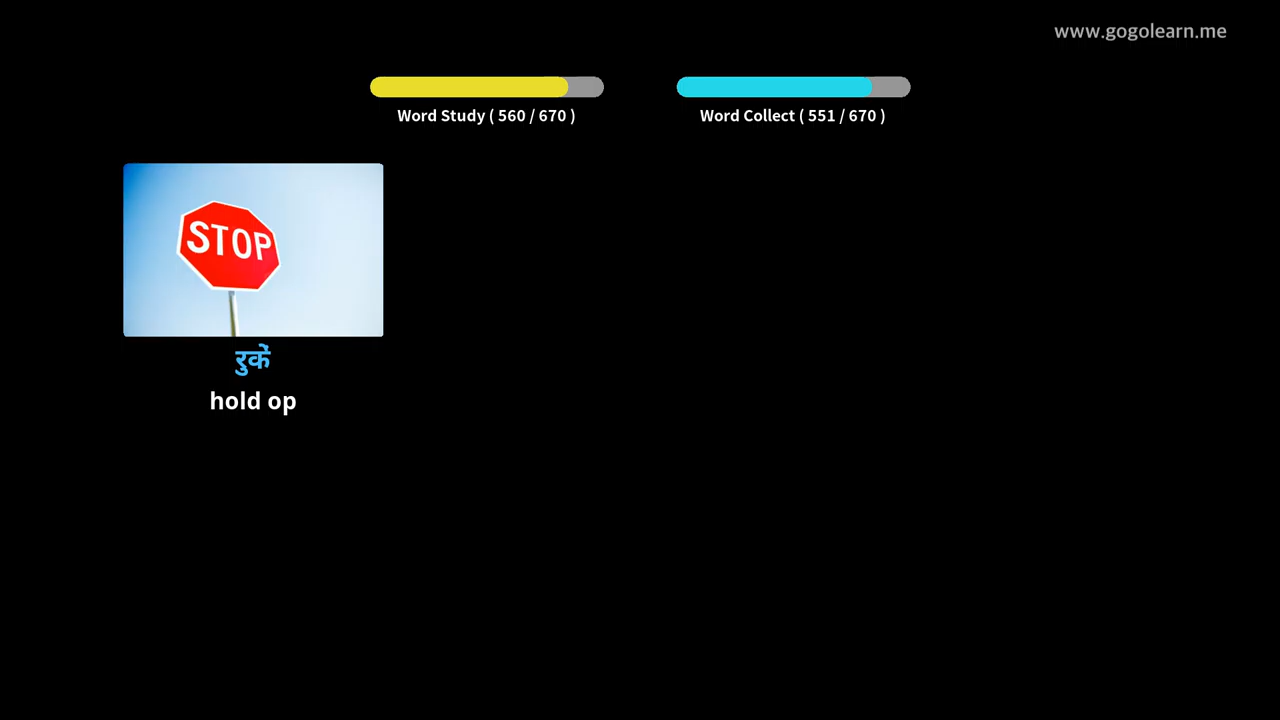 www.gogolearn.me
Word Study ( 560 / 670 )
Word Collect ( 551 / 670 )
STOP
रुकें
hold op